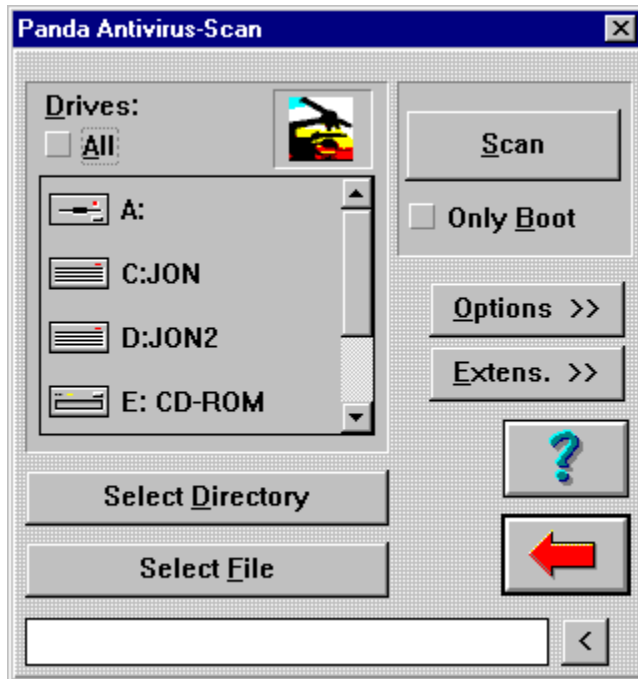 Panda Antivirus-Scan
Drives:
All
A:
C:JON
D:JON2
E: CD-ROM
Scan
Only Boot
Options >>
Extens. >>
?
Select Directory
Select File
<